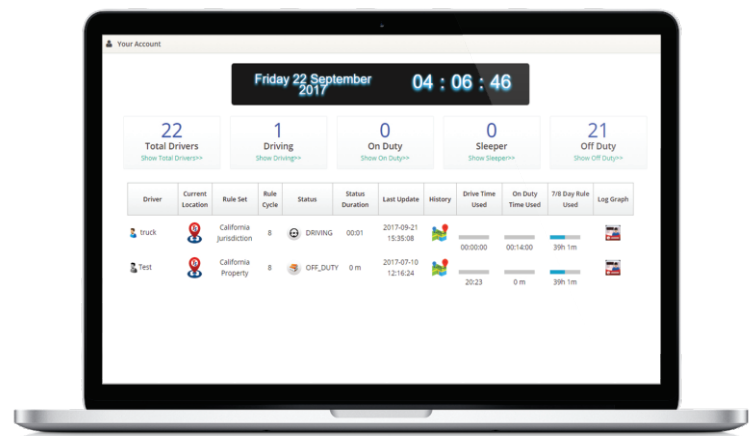 Your Account
Friday 22 September
2017
04 : 06 : 46
22
Total Drivers
Show Total Drivers>>
1
Driving
Show Driving>>
0
On Duty
Show On Duty>>
0
Sleeper
Show Sleeper>>
21
Off Duty
Show Off Duty>>
Driver
Current
Location
Rule Set
Rule
Cycle
Status
Status
Duration
Last Update
History
Drive Time
Used
On Duty
Time Used
7/8 Day Rule
Used
Log Graph
truck
California
Jurisdiction
8
DRIVING
00:01
2017-09-21
15:35:08
00:00:00
00:14:00
39h 1m
Test
California
Property
8
OFF_DUTY
0 m
2017-07-10
12:16:24
20:23
0 m
39h 1m